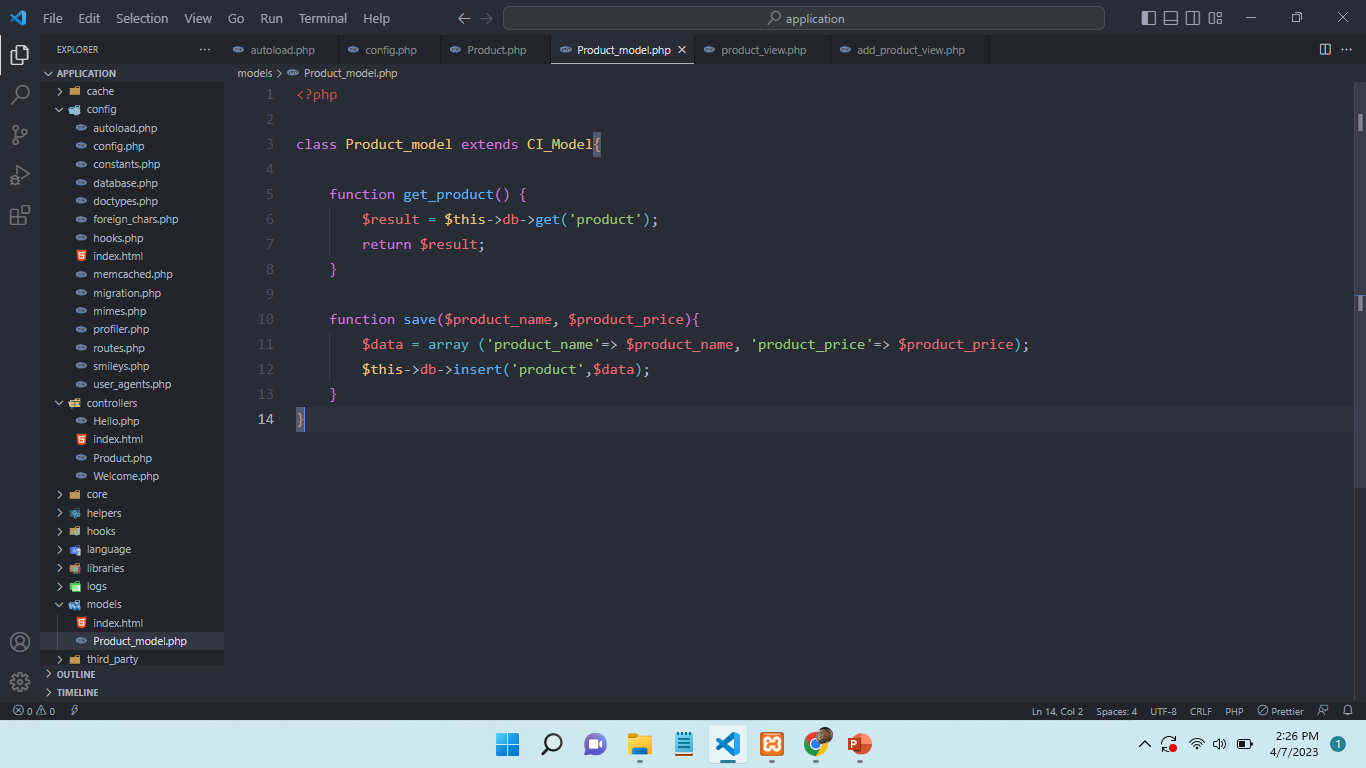 File Edit Selection View Go Run Terminal Help
application
EXPLORER
autoload.php config.php Product.php Product_model.php product_view.php add_product_view.php
APPLICATION
models > Product_model.php
cache
config
autoload.php
config.php
constants.php
database.php
doctypes.php
foreign_chars.php
hooks.php
index.html
memcached.php
migration.php
mimes.php
profiler.php
routes.php
smileys.php
user_agents.php
controllers
Hello.php
index.html
Product.php
Welcome.php
core
helpers
hooks
language
libraries
logs
models
index.html
Product_model.php
third_party
OUTLINE
TIMELINE
1 <?php
2
3 class Product_model extends CI_Model{
4
5 function get_product() {
6 $result = $this->db->get('product');
7 return $result;
8 }
9
10 function save($product_name, $product_price){
11 $data = array ('product_name'=> $product_name, 'product_price'=> $product_price);
12 $this->db->insert('product',$data);
13 }
14 }
0 0 Ln 14, Col 2 Spaces: 4 UTF-8 CRLF PHP Prettier
2:26 PM
4/7/2023
1